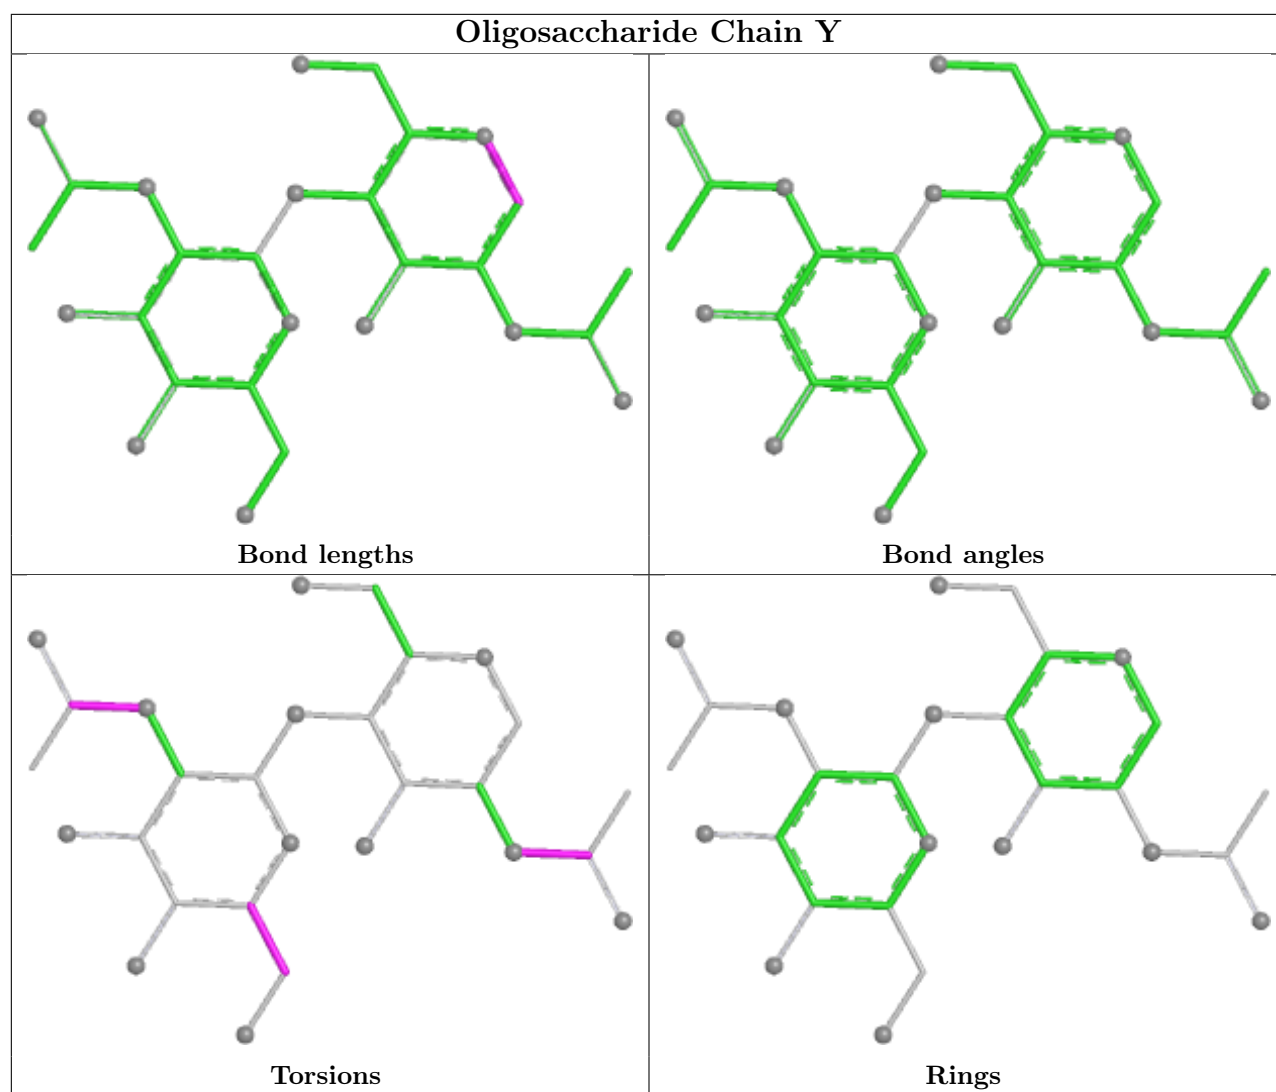 Oligosaccharide Chain Y
Bond lengths
Bond angles
Torsions
Rings